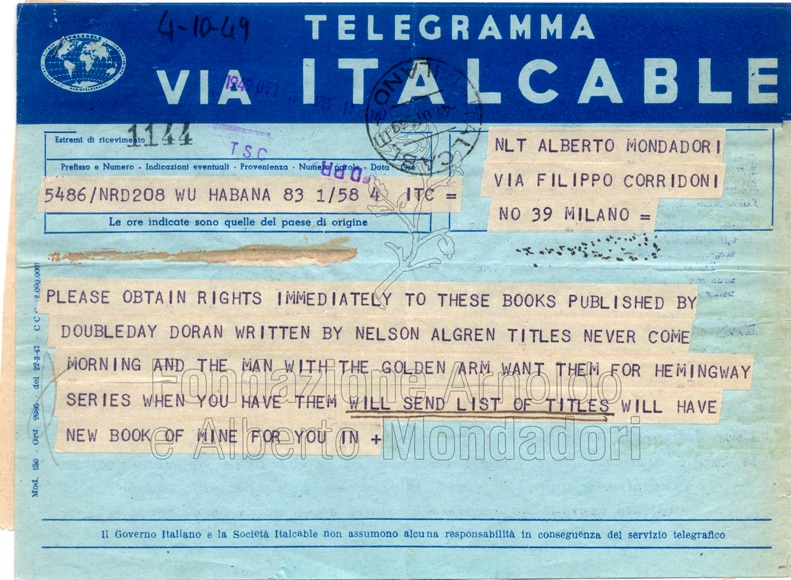 4-10-49
TELEGRAMMA
VIA ITALCABLE
Estremi di ricevimento
1144
TSC
Prefisso e Numero - Indicazioni eventuali - Provenienza - Numero parole - Data
5486/NRD208 WU HABANA 83 1/58 4 ITC =
Le ore indicate sono quelle del paese di origine
NLT ALBERTO MONDADORI
VIA FILIPPO CORRIDONI
NO 39 MILANO =
PLEASE OBTAIN RIGHTS IMMEDIATELY TO THESE BOOKS PUBLISHED BY
DOUBLEDAY DORAN WRITTEN BY NELSON ALGREN TITLES NEVER COME
MORNING AND THE MAN WITH THE GOLDEN ARM WANT THEM FOR HEMINGWAY
SERIES WHEN YOU HAVE THEM WILL SEND LIST OF TITLES WILL HAVE
NEW BOOK OF MINE FOR YOU IN +
Fondazione Arnoldo
e Alberto Mondadori
Il Governo Italiano e la Società Italcable non assumono alcuna responsabilità in conseguenza del servizio telegrafico